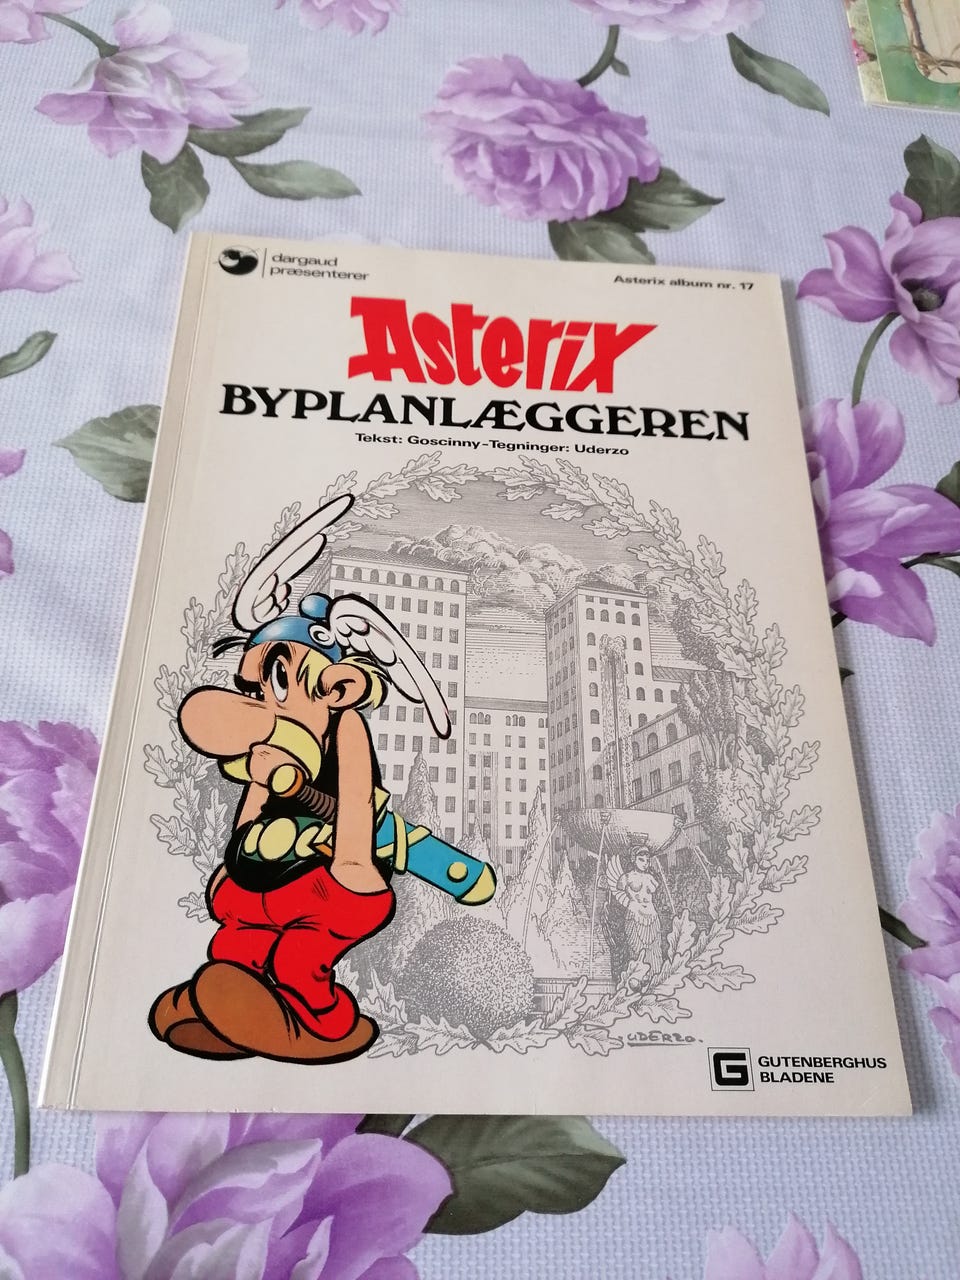 dargaud
præsenterer
Asterix album nr. 17
Asterix
BYPLANLÆGGEREN
Tekst: Goscinny-Tegninger: Uderzo
UDERZO.
G GUTENBERGHUS
BLADENE